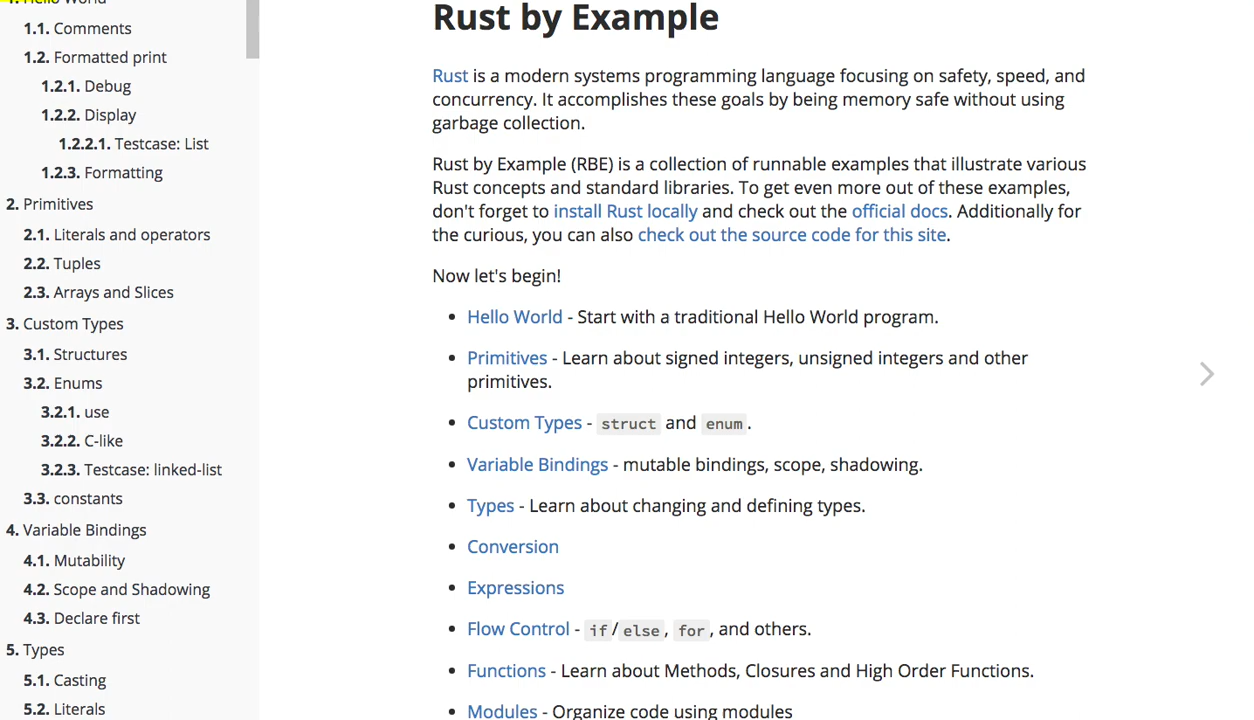 1. Hello World
1.1. Comments
1.2. Formatted print
1.2.1. Debug
1.2.2. Display
1.2.2.1. Testcase: List
1.2.3. Formatting
2. Primitives
2.1. Literals and operators
2.2. Tuples
2.3. Arrays and Slices
3. Custom Types
3.1. Structures
3.2. Enums
3.2.1. use
3.2.2. C-like
3.2.3. Testcase: linked-list
3.3. constants
4. Variable Bindings
4.1. Mutability
4.2. Scope and Shadowing
4.3. Declare first
5. Types
5.1. Casting
5.2. Literals
Rust by Example
Rust is a modern systems programming language focusing on safety, speed, and
concurrency. It accomplishes these goals by being memory safe without using
garbage collection.
Rust by Example (RBE) is a collection of runnable examples that illustrate various
Rust concepts and standard libraries. To get even more out of these examples,
don't forget to install Rust locally and check out the official docs. Additionally for
the curious, you can also check out the source code for this site.
Now let's begin!
• Hello World - Start with a traditional Hello World program.
• Primitives - Learn about signed integers, unsigned integers and other
primitives.
• Custom Types - struct and enum.
• Variable Bindings - mutable bindings, scope, shadowing.
• Types - Learn about changing and defining types.
• Conversion
• Expressions
• Flow Control - if/else, for, and others.
• Functions - Learn about Methods, Closures and High Order Functions.
• Modules - Organize code using modules